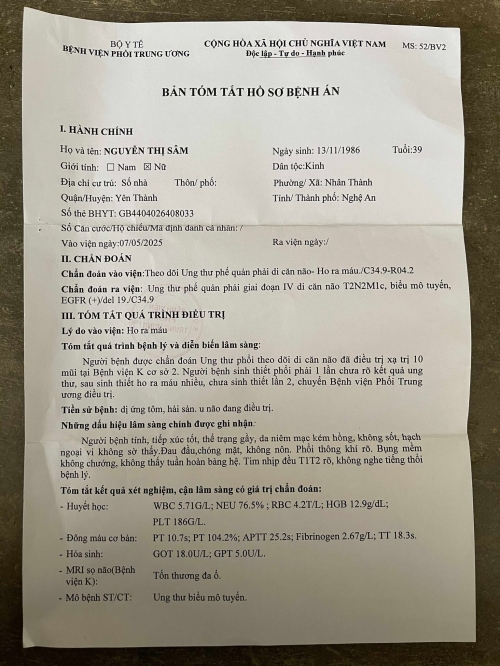 BỘ Y TẾ
BỆNH VIỆN PHỔI TRUNG ƯƠNG
CỘNG HÒA XÃ HỘI CHỦ NGHĨA VIỆT NAM
Độc lập - Tự do - Hạnh phúc
MS: 52/BV2
BẢN TÓM TẮT HỒ SƠ BỆNH ÁN
I. HÀNH CHÍNH
Họ và tên: NGUYỄN THỊ SÂM Ngày sinh: 13/11/1986 Tuổi:39
Giới tính: ☐ Nam ☒ Nữ Dân tộc:Kinh
Địa chỉ cư trú: Số nhà Thôn/ phố: Phường/ Xã: Nhân Thành
Quận/Huyện: Yên Thành Tỉnh/ Thành phố: Nghệ An
Số thẻ BHYT: GB4404026408033
Số Căn cước/Hộ chiếu/Mã định danh cá nhân: /
Vào viện ngày:07/05/2025 Ra viện ngày:/
II. CHẨN ĐOÁN
Chẩn đoán vào viện:Theo dõi Ung thư phế quản phải di căn não- Ho ra máu./C34.9-R04.2
Chẩn đoán ra viện: Ung thư phế quản phải giai đoạn IV di căn não T2N2M1c, biểu mô tuyến,
EGFR (+)/del 19./C34.9
III. TÓM TẮT QUÁ TRÌNH ĐIỀU TRỊ
Lý do vào viện: Ho ra máu
Tóm tắt quá trình bệnh lý và diễn biến lâm sàng:
Người bệnh được chẩn đoán Ung thư phổi theo dõi di căn não đã điều trị xạ trị 10
mũi tại Bệnh viện K cơ sở 2. Người bệnh sinh thiết phổi phải 1 lần chưa rõ kết quả ung
thư, sau sinh thiết ho ra máu nhiều, chưa sinh thiết lần 2, chuyển Bệnh viện Phổi Trung
ương điều trị.
Tiền sử bệnh: dị ứng tôm, hải sản. u não đang điều trị.
Những dấu hiệu lâm sàng chính được ghi nhận:
Người bệnh tỉnh, tiếp xúc tốt, thể trạng gầy, da niêm mạc kém hồng, không sốt, hạch
ngoại vi không sờ thấy.Đau đầu,chóng mặt, không nôn. Phổi thông khí rõ. Bụng mềm
không chướng, không thấy tuần hoàn bàng hệ. Tim nhịp đều T1T2 rõ, không nghe tiếng thổi
bệnh lý.
Tóm tắt kết quả xét nghiệm, cận lâm sàng có giá trị chẩn đoán:
- Huyết học: WBC 5.71G/L; NEU 76.5% ; RBC 4.2T/L; HGB 12.9g/dL;
PLT 186G/L.
- Đông máu cơ bản: PT 10.7s; PT 104.2%; APTT 25.2s; Fibrinogen 2.67g/L; TT 18.3s.
- Hóa sinh: GOT 18.0U/L; GPT 5.0U/L.
- MRI sọ não(Bệnh viện K): Tổn thương đa ổ.
- Mô bệnh ST/CT: Ung thư biểu mô tuyến.